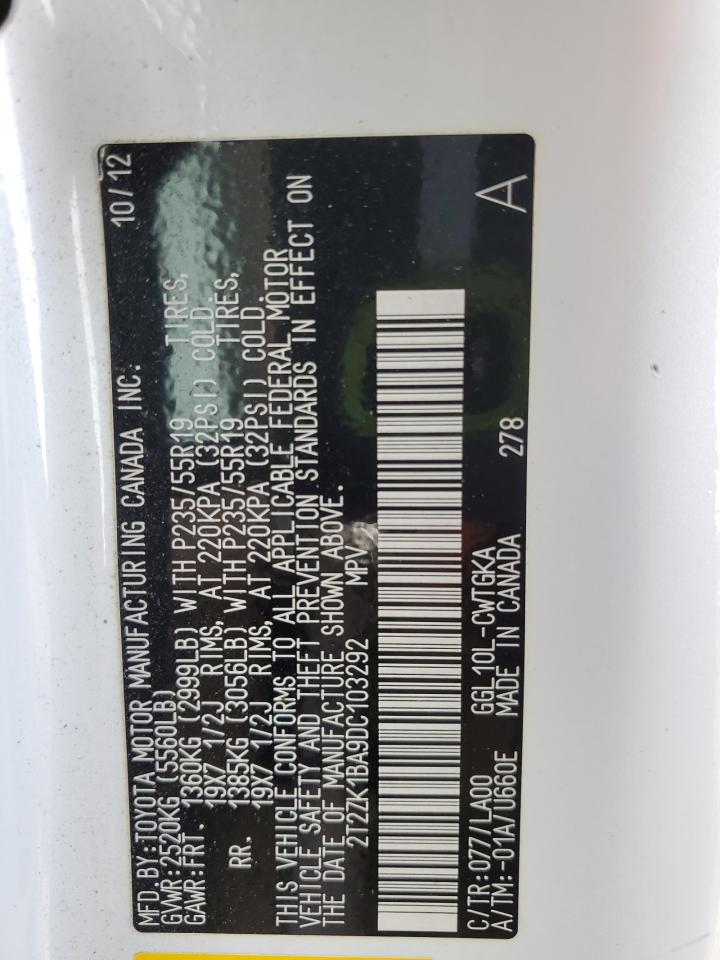 MFD.BY:TOYOTA MOTOR MANUFACTURING CANADA INC. 10/12
GVWR:2520KG (5560LB)
GAWR:FRT. 1360KG (2999LB) WITH P235/55R19 TIRES,
19X7 1/2J RIMS, AT 220KPA (32PSI) COLD.
RR. 1385KG (3056LB) WITH P235/55R19 TIRES,
19X7 1/2J RIMS, AT 220KPA (32PSI) COLD.
THIS VEHICLE CONFORMS TO ALL APPLICABLE FEDERAL MOTOR
VEHICLE SAFETY AND THEFT PREVENTION STANDARDS IN EFFECT ON
THE DATE OF MANUFACTURE SHOWN ABOVE.
2T2ZK1BA9DC103292 MPV
C/TR:077/LA00 GGL10L-CWTGKA
A/TM:-01A/U660E MADE IN CANADA 278 A